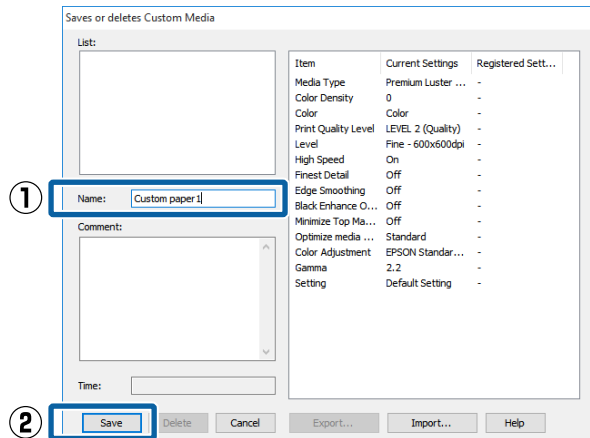 Saves or deletes Custom Media
List:
Item Current Settings Registered Sett...
Media Type Premium Luster ... -
Color Density 0 -
Color Color -
Print Quality Level LEVEL 2 (Quality) -
Level Fine - 600x600dpi -
High Speed On -
Finest Detail Off -
Edge Smoothing Off -
Black Enhance O... Off -
Minimize Top Ma... Off -
Optimize media ... Standard -
Color Adjustment EPSON Standar... -
Gamma 2.2 -
Setting Default Setting -
① Name: Custom paper1
Comment:
Time:
② Save Delete Cancel Export... Import... Help